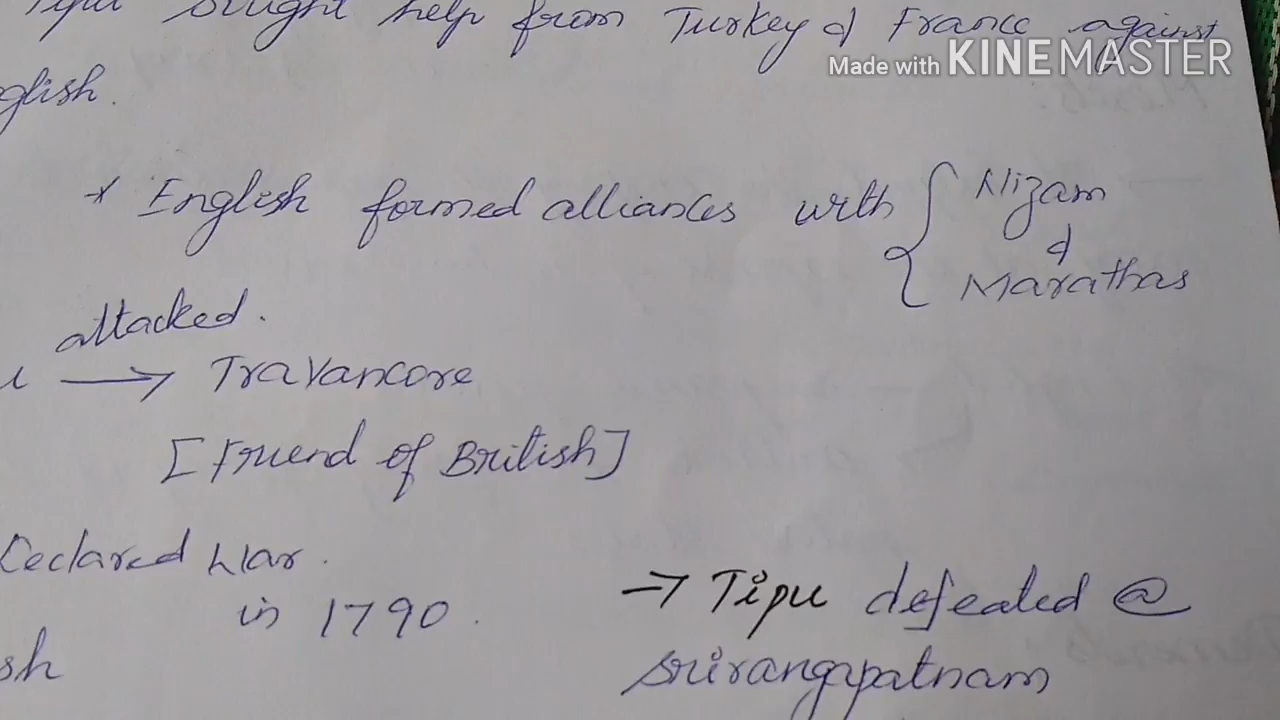 Tipu sought help from Turkey & France against
Made with KINEMASTER
glish.
* English formed alliances with { Nizam
&
Marathas
attacked.
→ Travancore
[Friend of British]
Declared War.
in 1790.
→ Tipu defeated @
sh
srirangapatnam